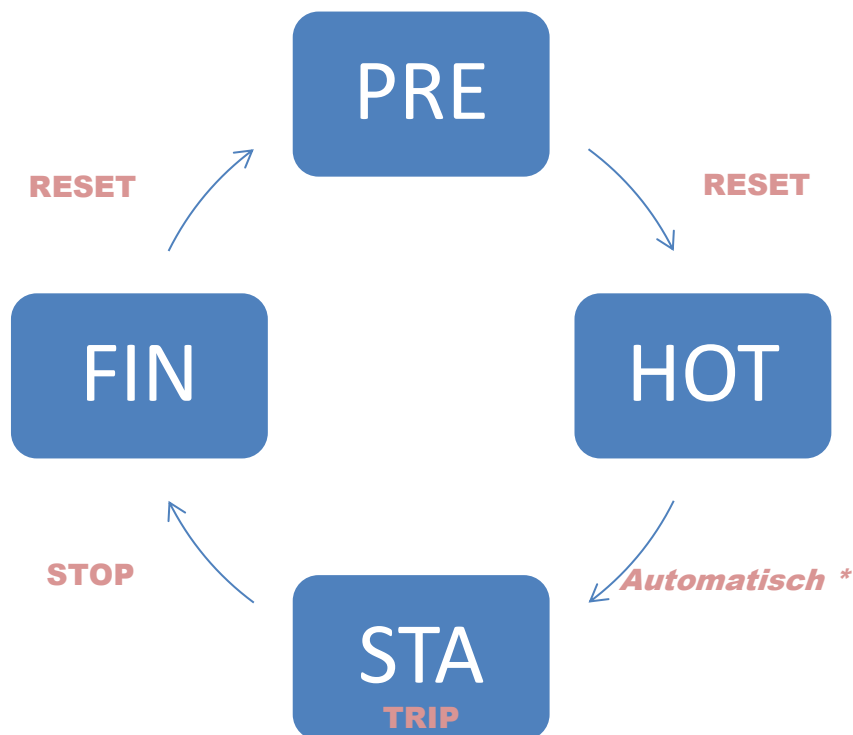 PRE
RESET
RESET
FIN
HOT
STOP
Automatisch *
STA
TRIP